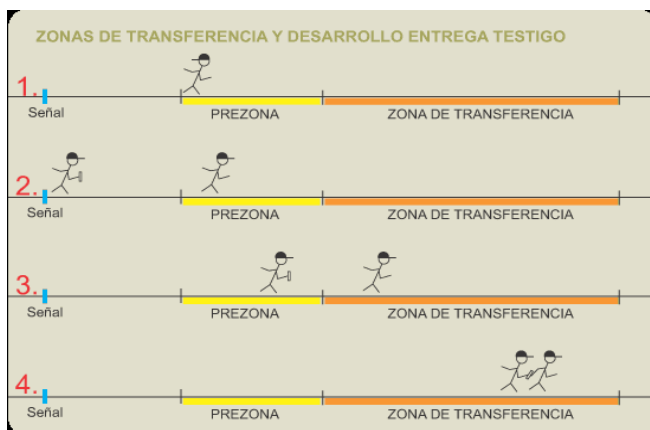 ZONAS DE TRANSFERENCIA Y DESARROLLO ENTREGA TESTIGO
1.
Señal PREZONA ZONA DE TRANSFERENCIA
2.
Señal PREZONA ZONA DE TRANSFERENCIA
3.
Señal PREZONA ZONA DE TRANSFERENCIA
4.
Señal PREZONA ZONA DE TRANSFERENCIA